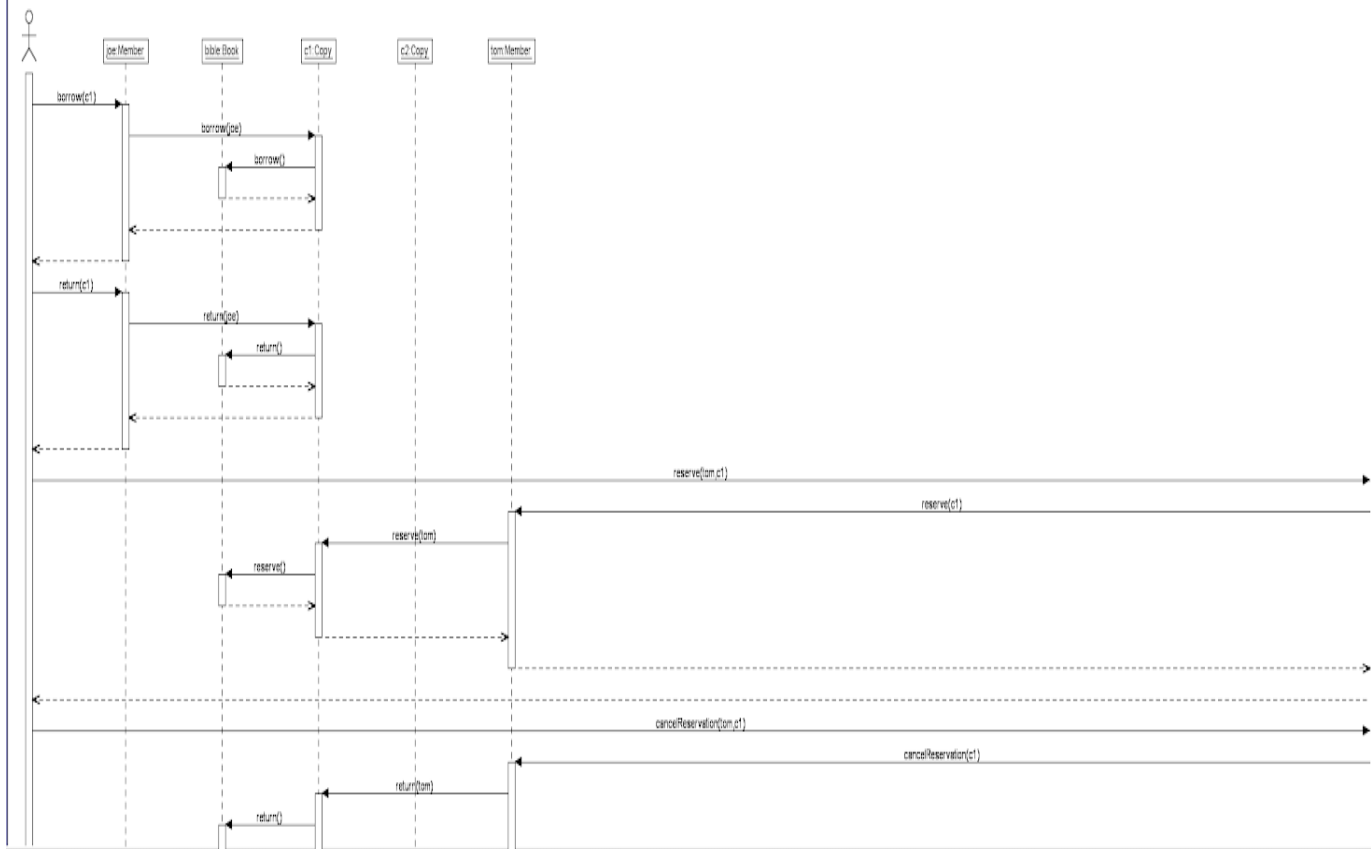 joe:Member
bible:Book
c1:Copy
c2:Copy
tom:Member
borrow(c1)
borrow(joe)
borrow()
return(c1)
return(joe)
return()
reserve(tom,c1)
reserve(c1)
reserve(tom)
reserve()
cancelReservation(tom,c1)
cancelReservation(c1)
return(tom)
return()